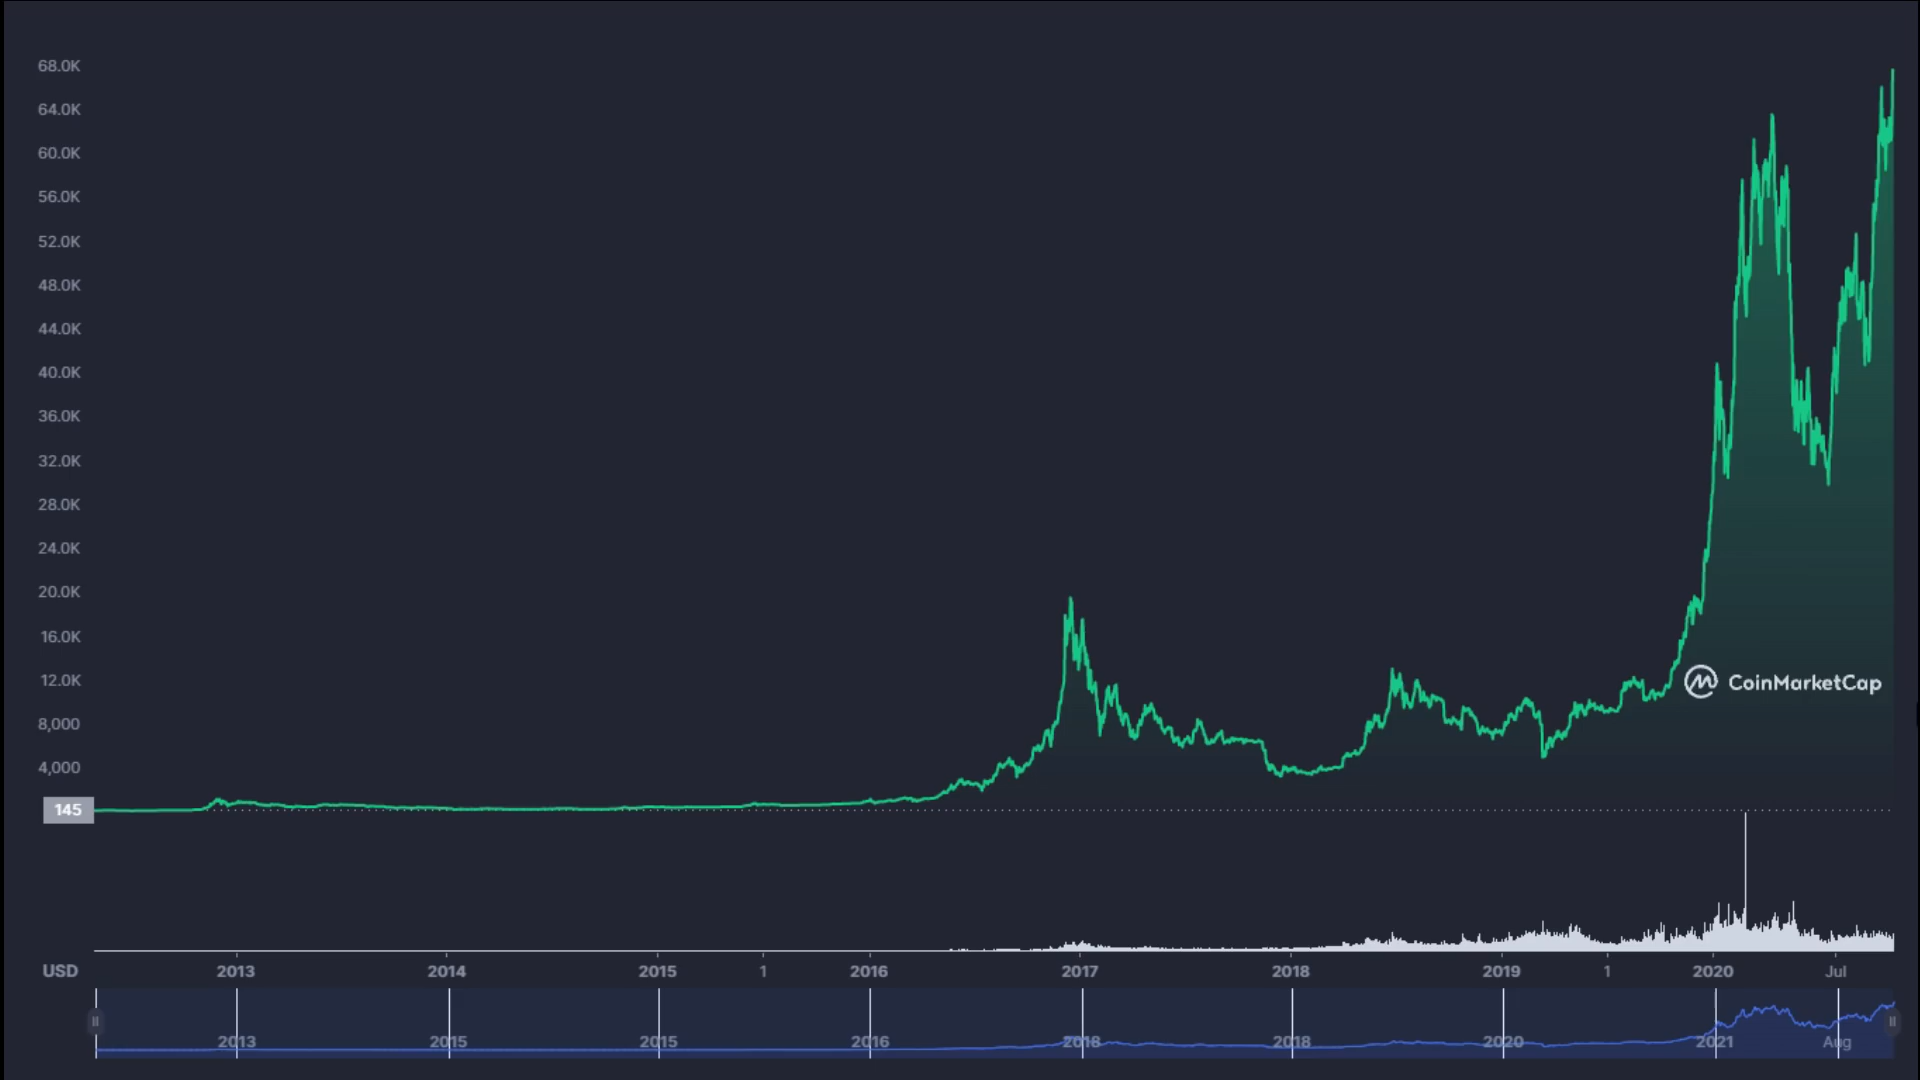 68.0K
64.0K
60.0K
56.0K
52.0K
48.0K
44.0K
40.0K
36.0K
32.0K
28.0K
24.0K
20.0K
16.0K
12.0K
CoinMarketCap
8,000
4,000
145
USD 2013 2014 2015 1 2016 2017 2018 2019 1 2020 Jul
2013 2015 2015 2016 2018 2018 2020 2021 Aug